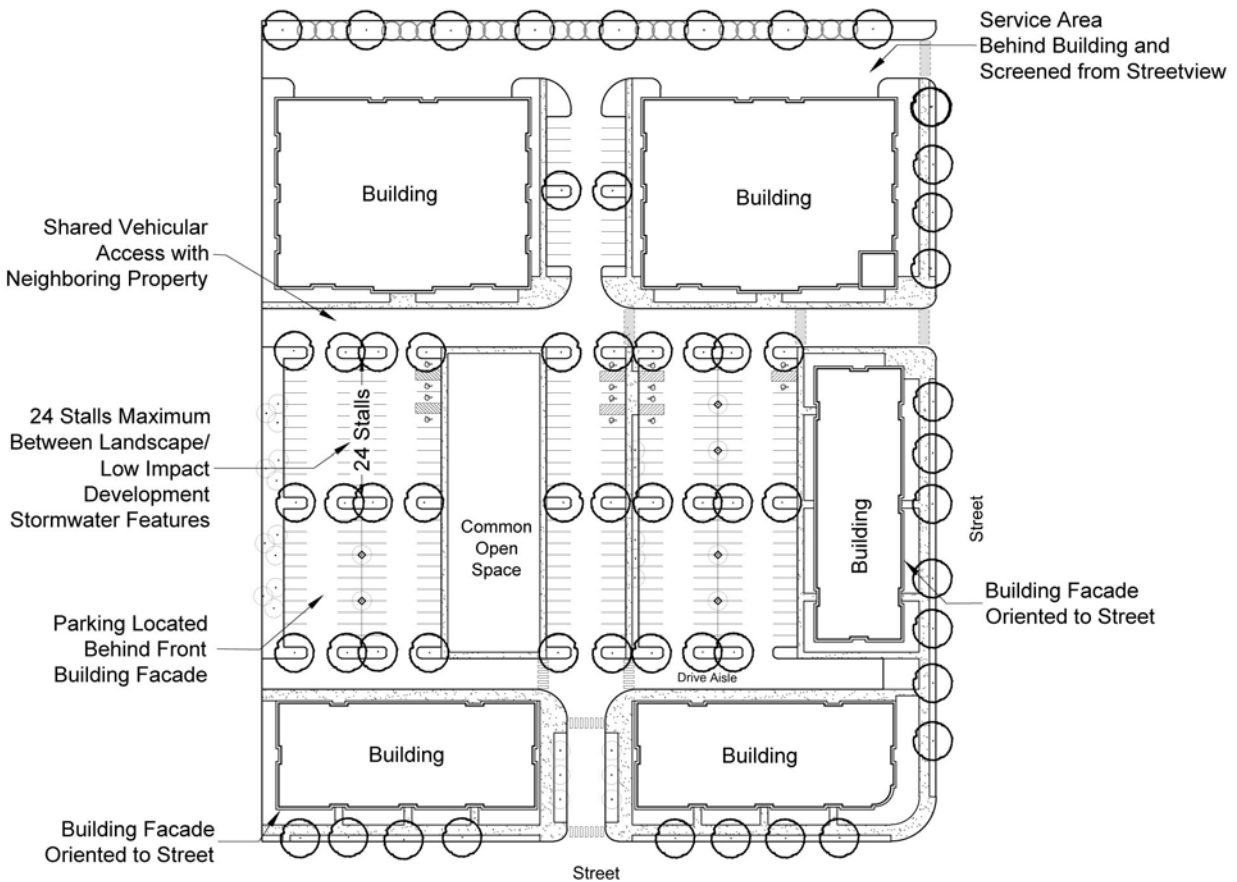 Service Area
Behind Building and
Screened from Streetview
Building
Building
Shared Vehicular
Access with
Neighboring Property
24 Stalls Maximum
Between Landscape/
Low Impact
Development
Stormwater Features
24 Stalls
Common
Open
Space
Building
Street
Building Facade
Oriented to Street
Parking Located
Behind Front
Building Facade
Drive Aisle
Building
Building
Building Facade
Oriented to Street
Street